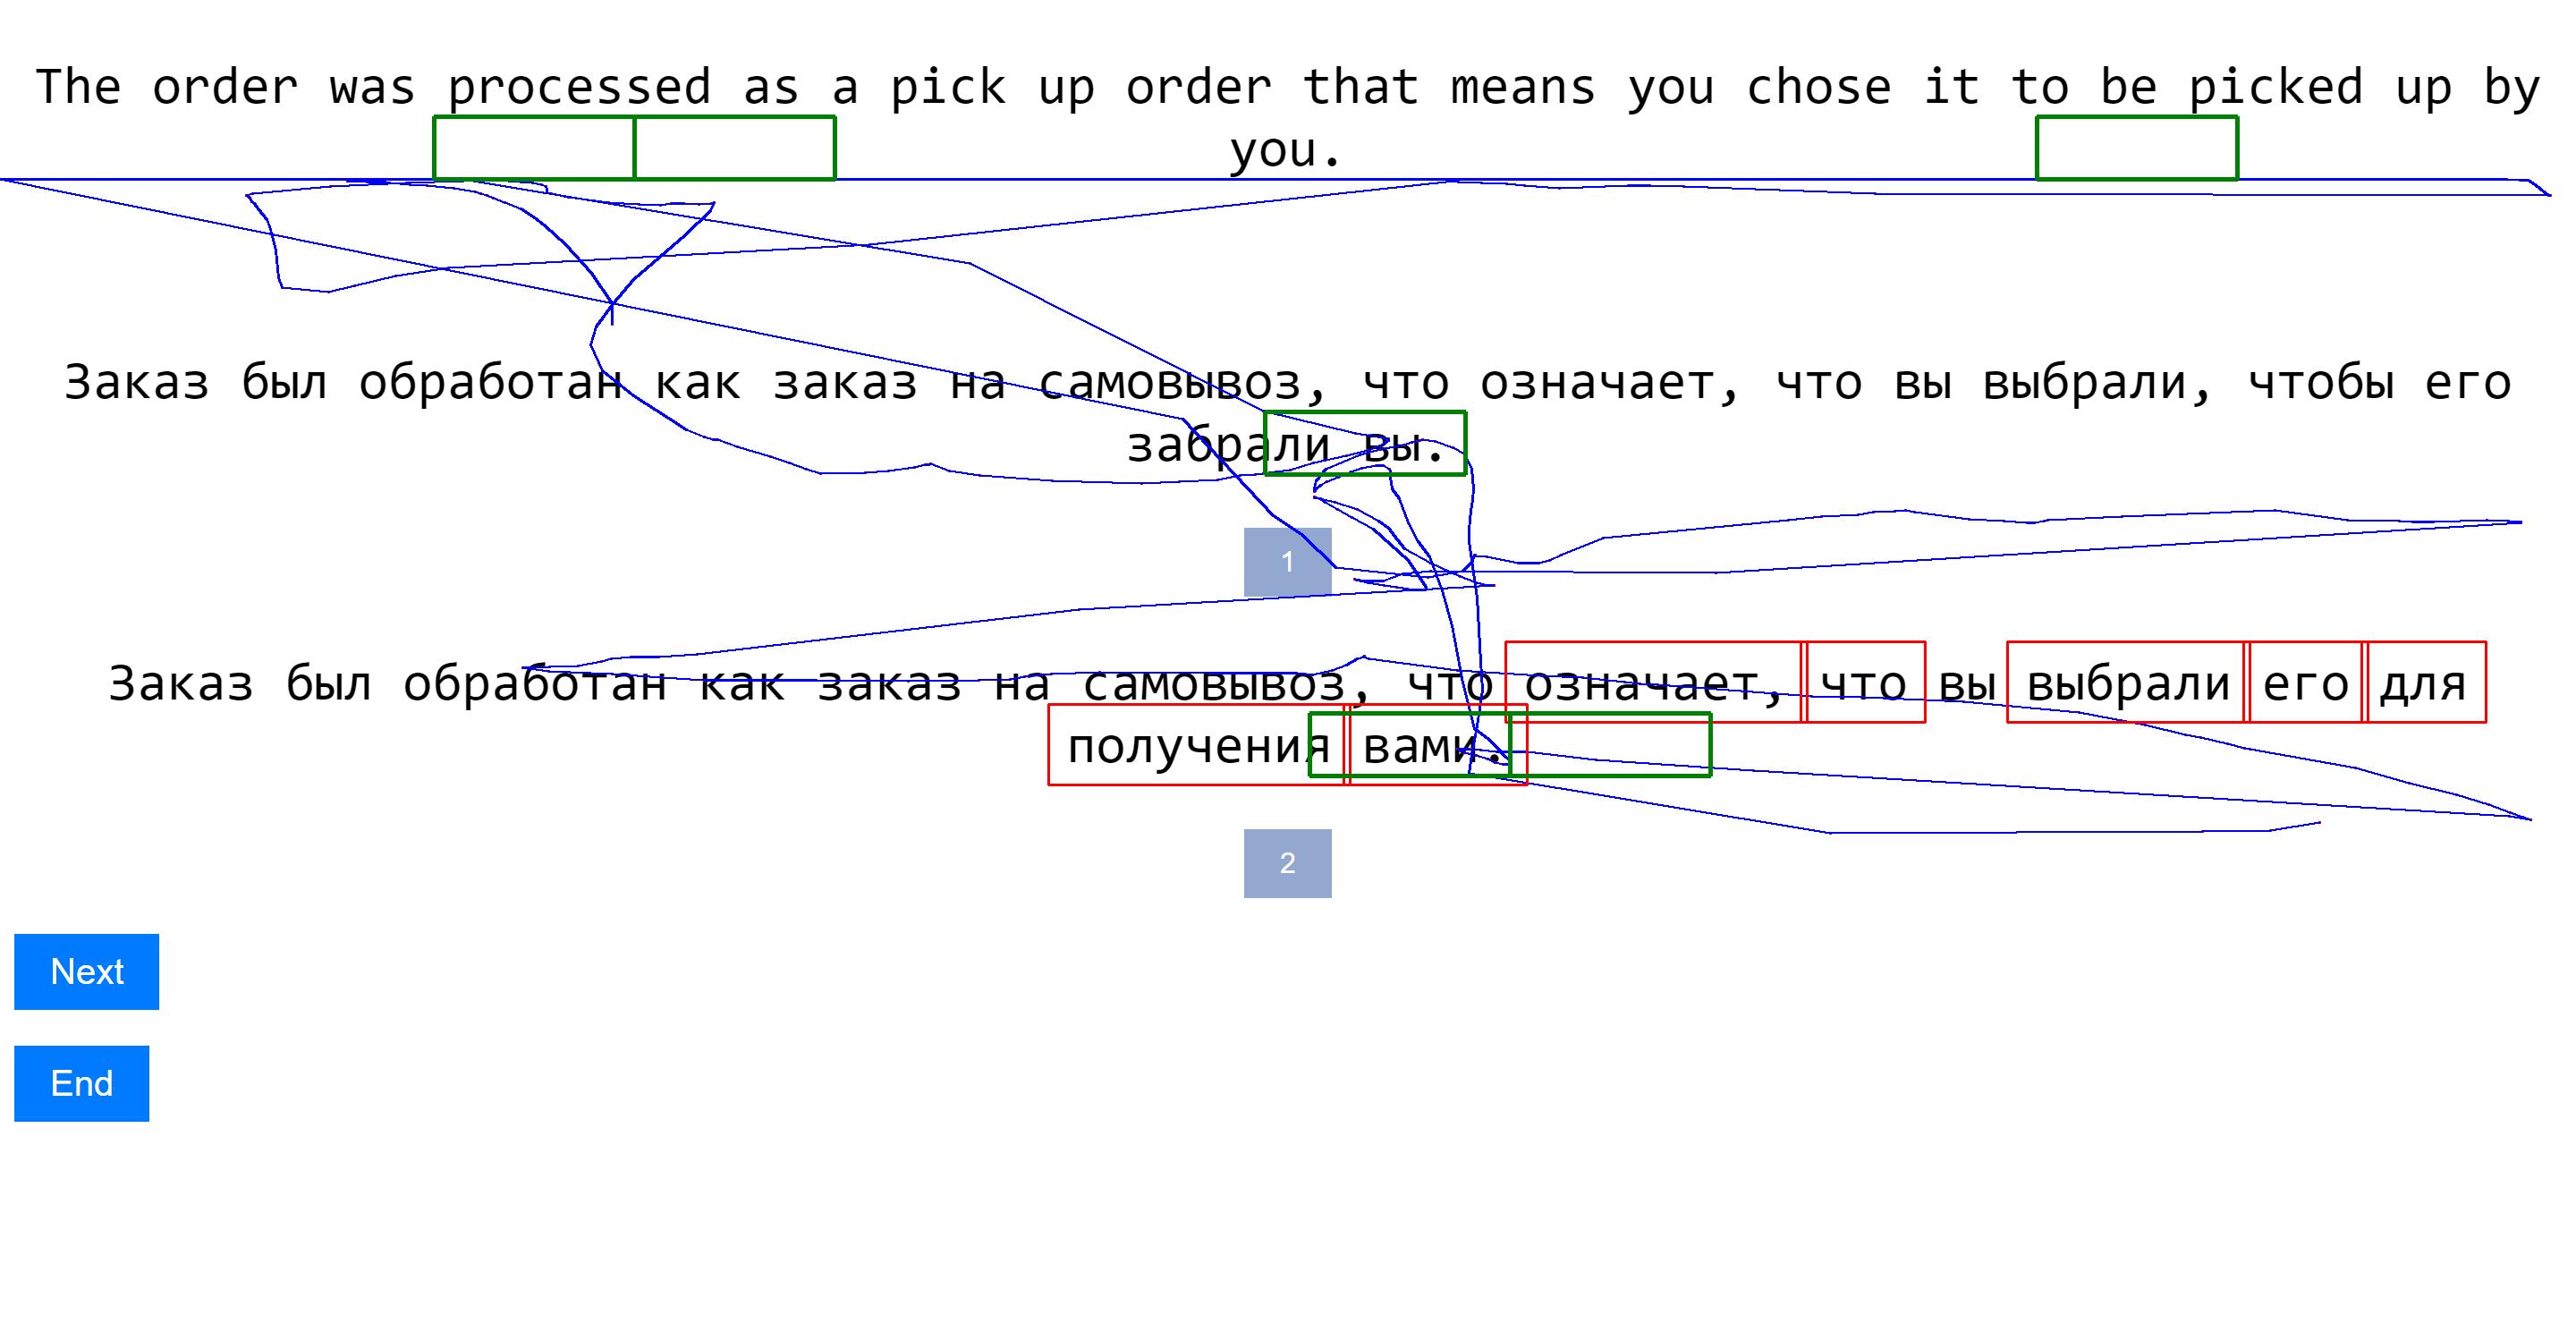 The order was processed as a pick up order that means you chose it to be picked up by
you.
Заказ был обработан как заказ на самовывоз, что означает, что вы выбрали, чтобы его
забрали вы.
1
Заказ был обработан как заказ на самовывоз, что означает, что вы выбрали его для
получения вами.
2
Next
End